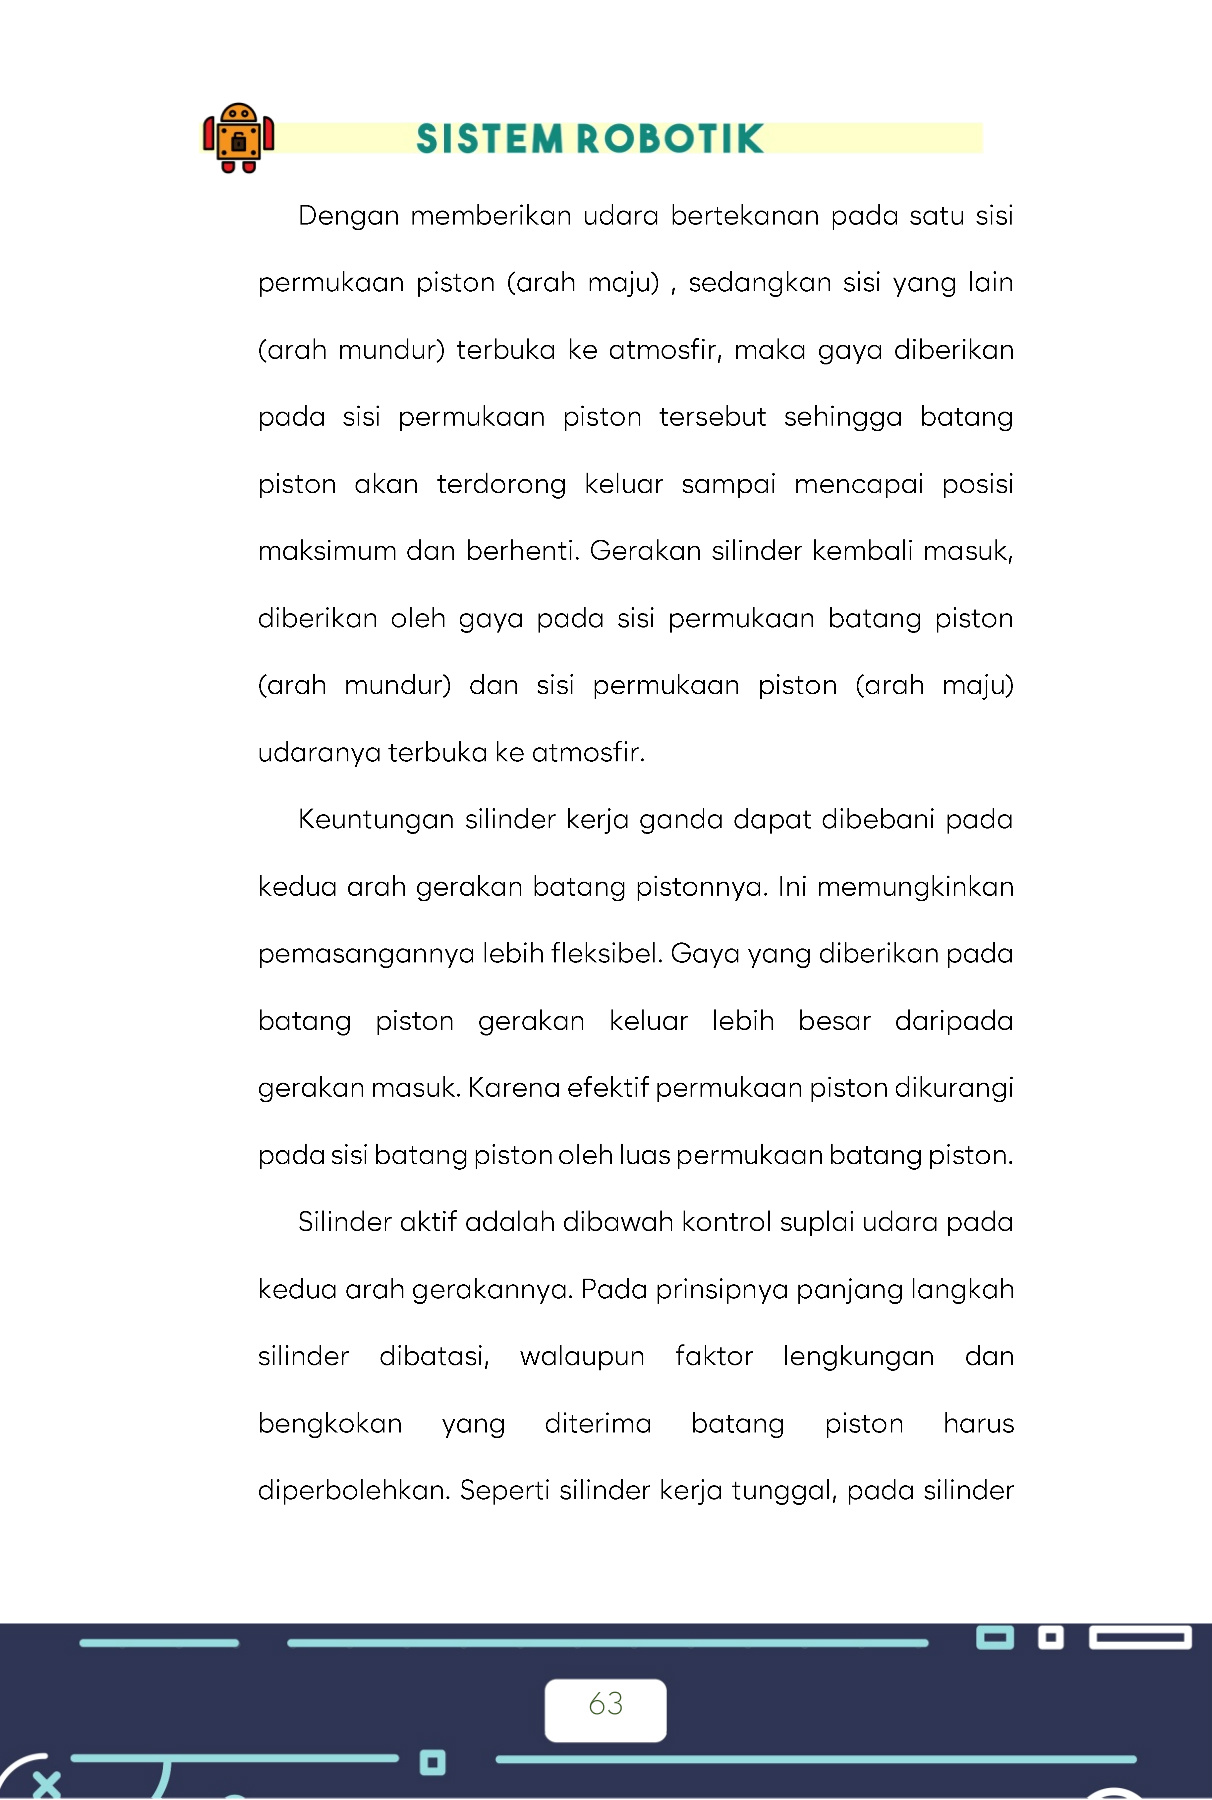 SISTEM ROBOTIK
Dengan memberikan udara bertekanan pada satu sisi
permukaan piston (arah maju) , sedangkan sisi yang lain
(arah mundur) terbuka ke atmosfir, maka gaya diberikan
pada sisi permukaan piston tersebut sehingga batang
piston akan terdorong keluar sampai mencapai posisi
maksimum dan berhenti. Gerakan silinder kembali masuk,
diberikan oleh gaya pada sisi permukaan batang piston
(arah mundur) dan sisi permukaan piston (arah maju)
udaranya terbuka ke atmosfir.
Keuntungan silinder kerja ganda dapat dibebani pada
kedua arah gerakan batang pistonnya. Ini memungkinkan
pemasangannya lebih fleksibel. Gaya yang diberikan pada
batang piston gerakan keluar lebih besar daripada
gerakan masuk. Karena efektif permukaan piston dikurangi
pada sisi batang piston oleh luas permukaan batang piston.
Silinder aktif adalah dibawah kontrol suplai udara pada
kedua arah gerakannya. Pada prinsipnya panjang langkah
silinder dibatasi, walaupun faktor lengkungan dan
bengkokan yang diterima batang piston harus
diperbolehkan. Seperti silinder kerja tunggal, pada silinder
63